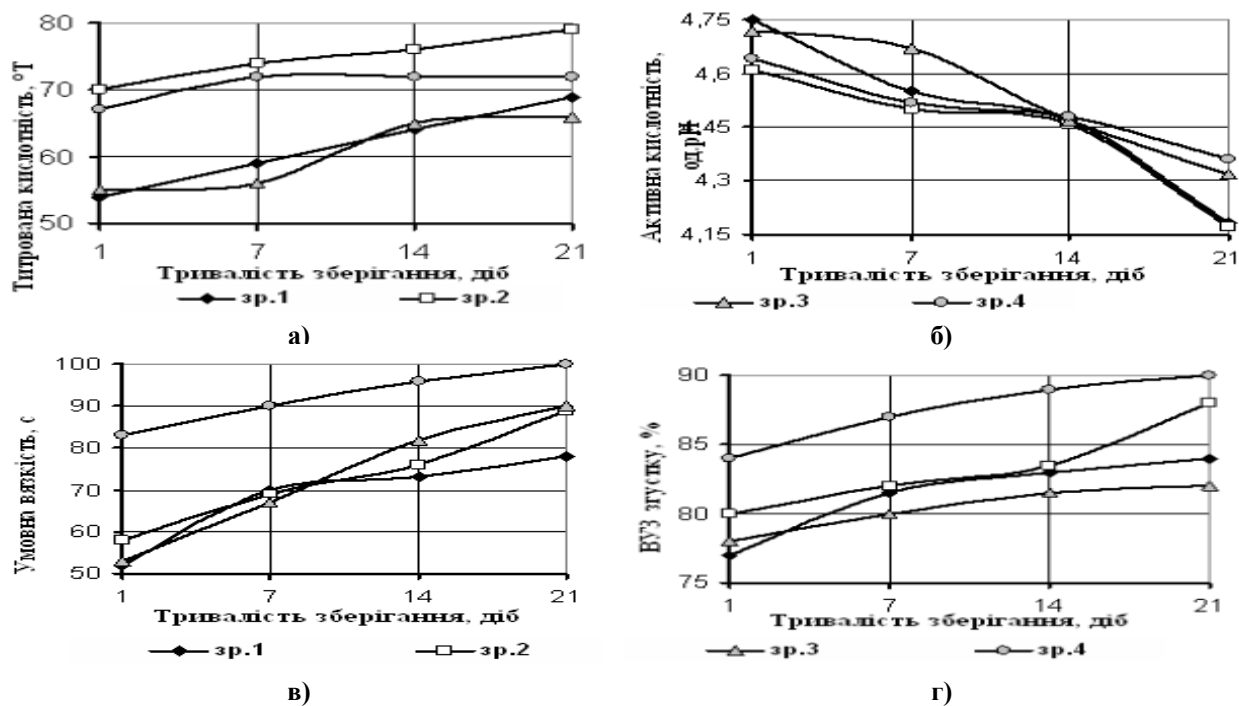 Титрована кислотність, °Т
80
70
60
50
1 7 14 21
Тривалість зберігання, діб
зр.1 зр.2
а)
Активна кислотність,
од.рН
4,75
4,6
4,45
4,3
4,15
1 7 14 21
Тривалість зберігання, діб
зр.3 зр.4
б)
Умовна вязкість, с
100
90
80
70
60
50
1 7 14 21
Тривалість зберігання, діб
зр.1 зр.2
в)
ВУЗ згустку, %
90
85
80
75
1 7 14 21
Тривалість зберігання, діб
зр.3 зр.4
г)